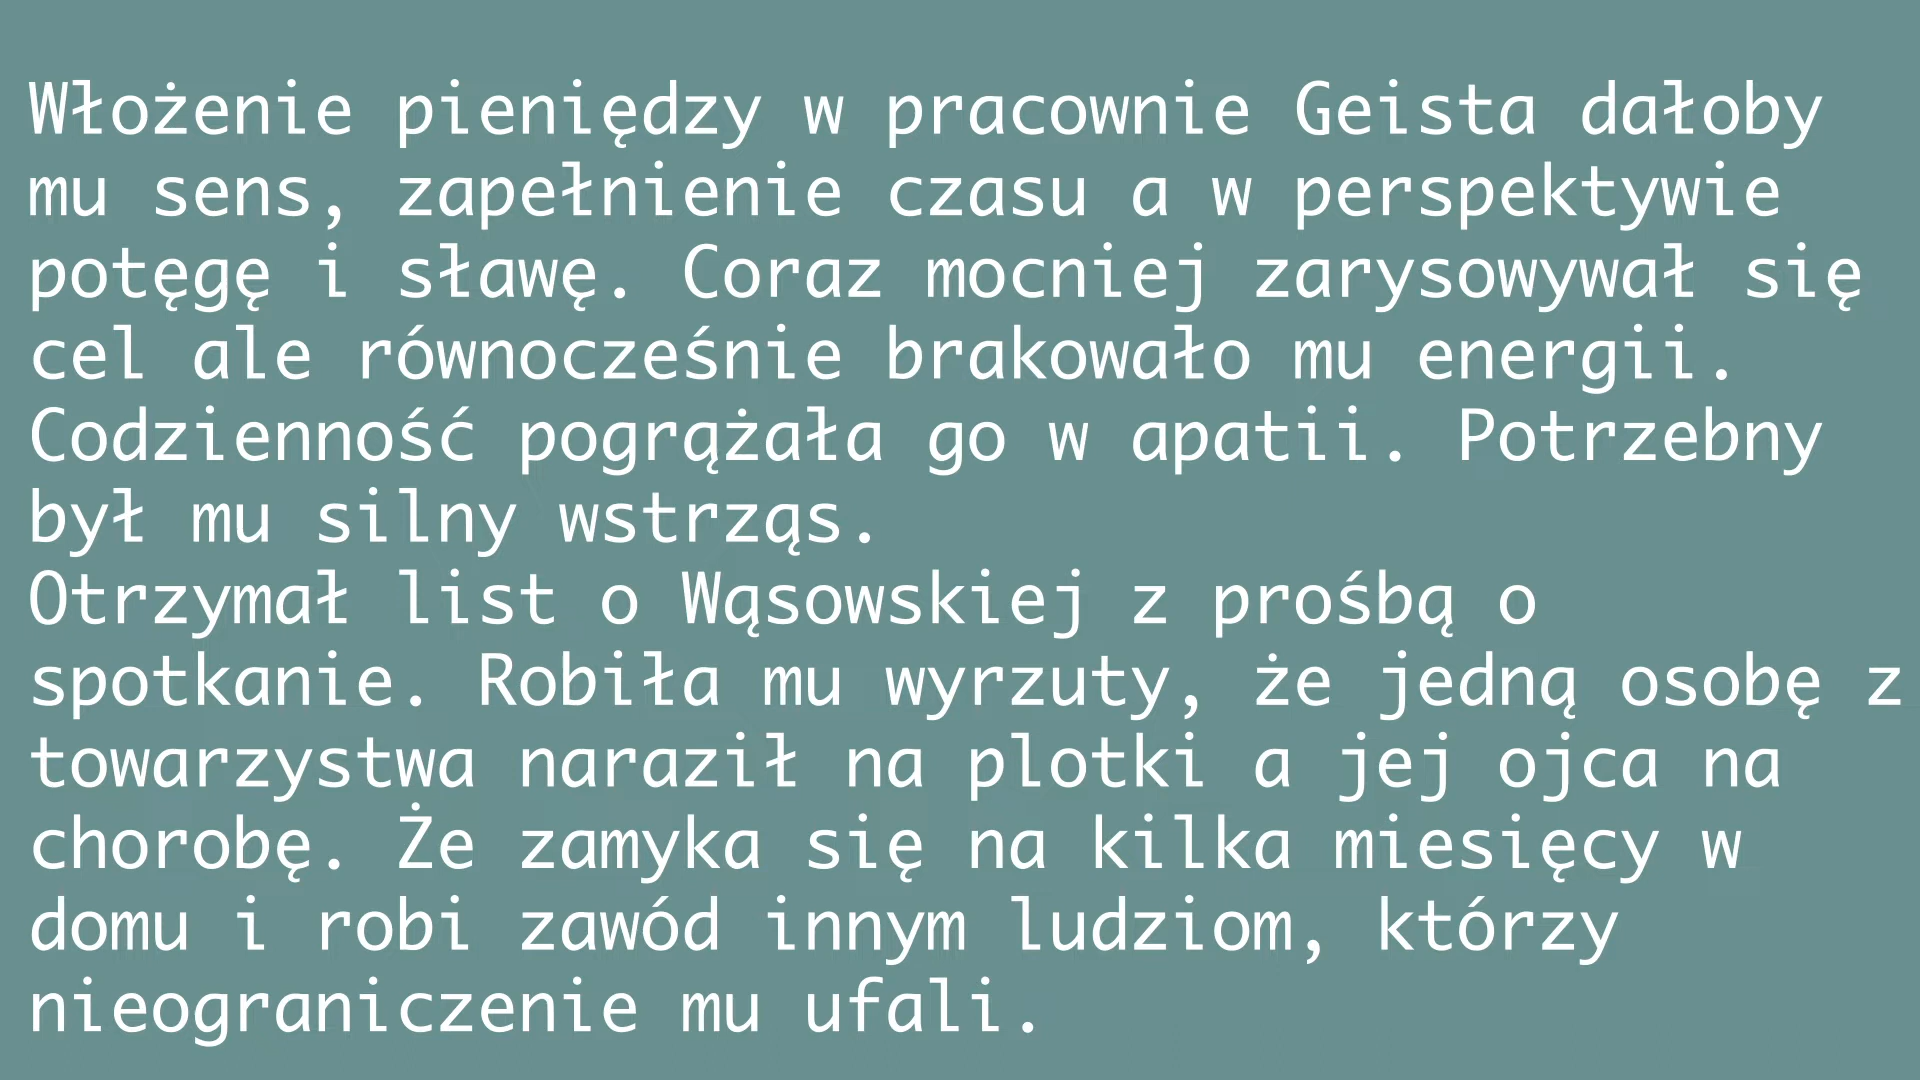 Włożenie pieniędzy w pracownie Geista dałoby
mu sens, zapełnienie czasu a w perspektywie
potęgę i sławę. Coraz mocniej zarysowywał się
cel ale równocześnie brakowało mu energii.
Codzienność pogrążała go w apatii. Potrzebny
był mu silny wstrząs.
Otrzymał list o Wąsowskiej z prośbą o
spotkanie. Robiła mu wyrzuty, że jedną osobę z
towarzystwa naraził na plotki a jej ojca na
chorobę. Że zamyka się na kilka miesięcy w
domu i robi zawód innym ludziom, którzy
nieograniczenie mu ufali.